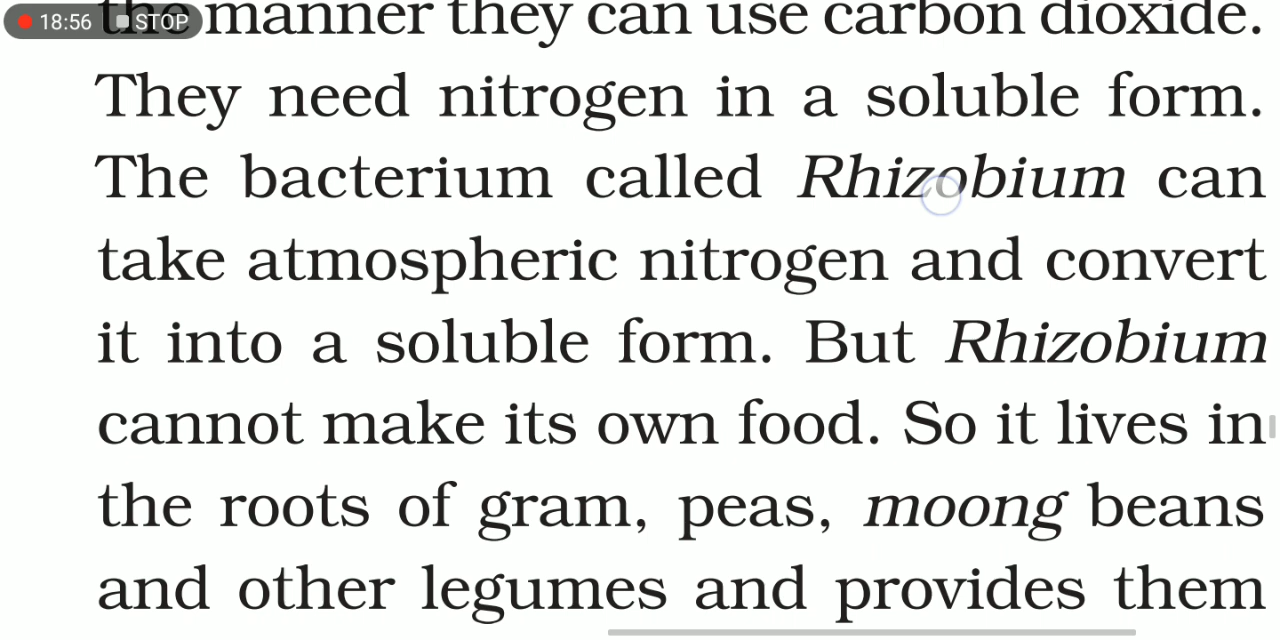 18:56 STOP
the manner they can use carbon dioxide.
They need nitrogen in a soluble form.
The bacterium called Rhizobium can
take atmospheric nitrogen and convert
it into a soluble form. But Rhizobium
cannot make its own food. So it lives in
the roots of gram, peas, moong beans
and other legumes and provides them